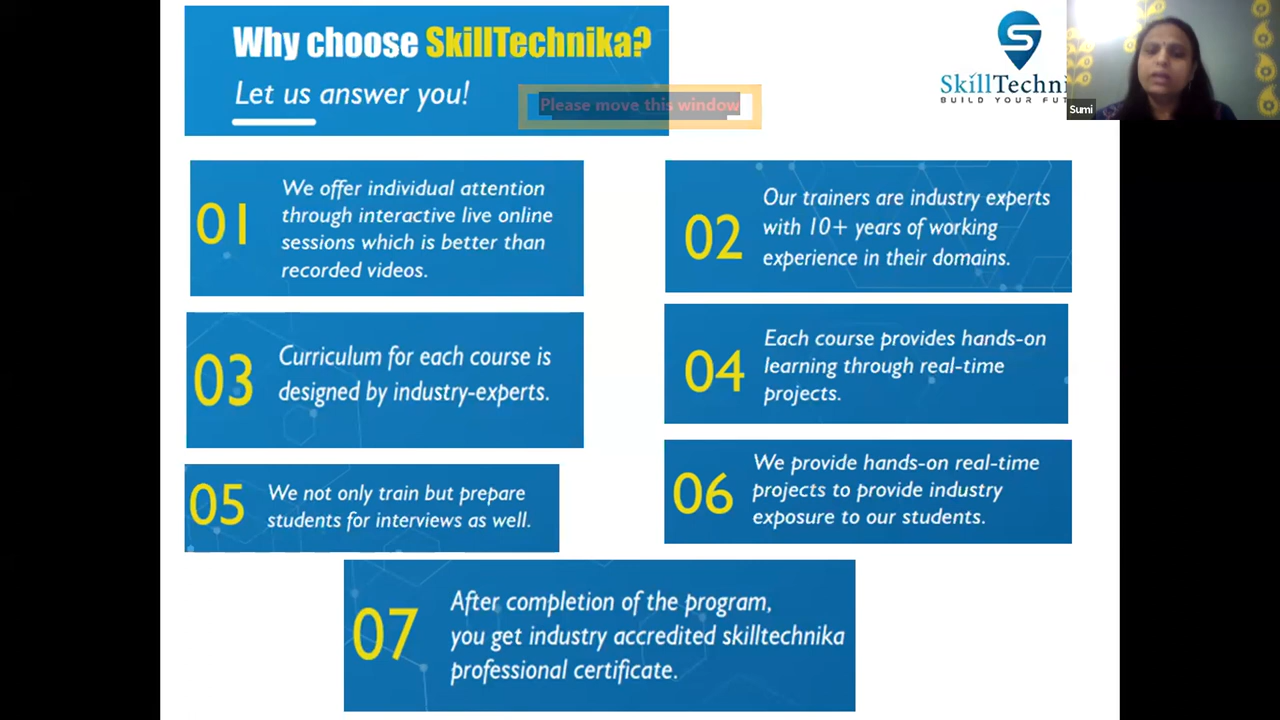 Why choose SkillTechnika?
Let us answer you!
Please move this window
SkillTechni
BUILD YOUR FUT
Sumi
01
We offer individual attention
through interactive live online
sessions which is better than
recorded videos.
02
Our trainers are industry experts
with 10+ years of working
experience in their domains.
03
Curriculum for each course is
designed by industry-experts.
04
Each course provides hands-on
learning through real-time
projects.
05
We not only train but prepare
students for interviews as well.
06
We provide hands-on real-time
projects to provide industry
exposure to our students.
07
After completion of the program,
you get industry accredited skilltechnika
professional certificate.